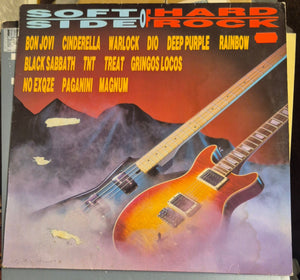 SOFT HARD
SIDE OF ROCK
BON JOVI CINDERELLA WARLOCK DIO DEEP PURPLE RAINBOW
BLACK SABBATH TNT TREAT GRINGOS LOCOS
NO EXQZE PAGANINI MAGNUM